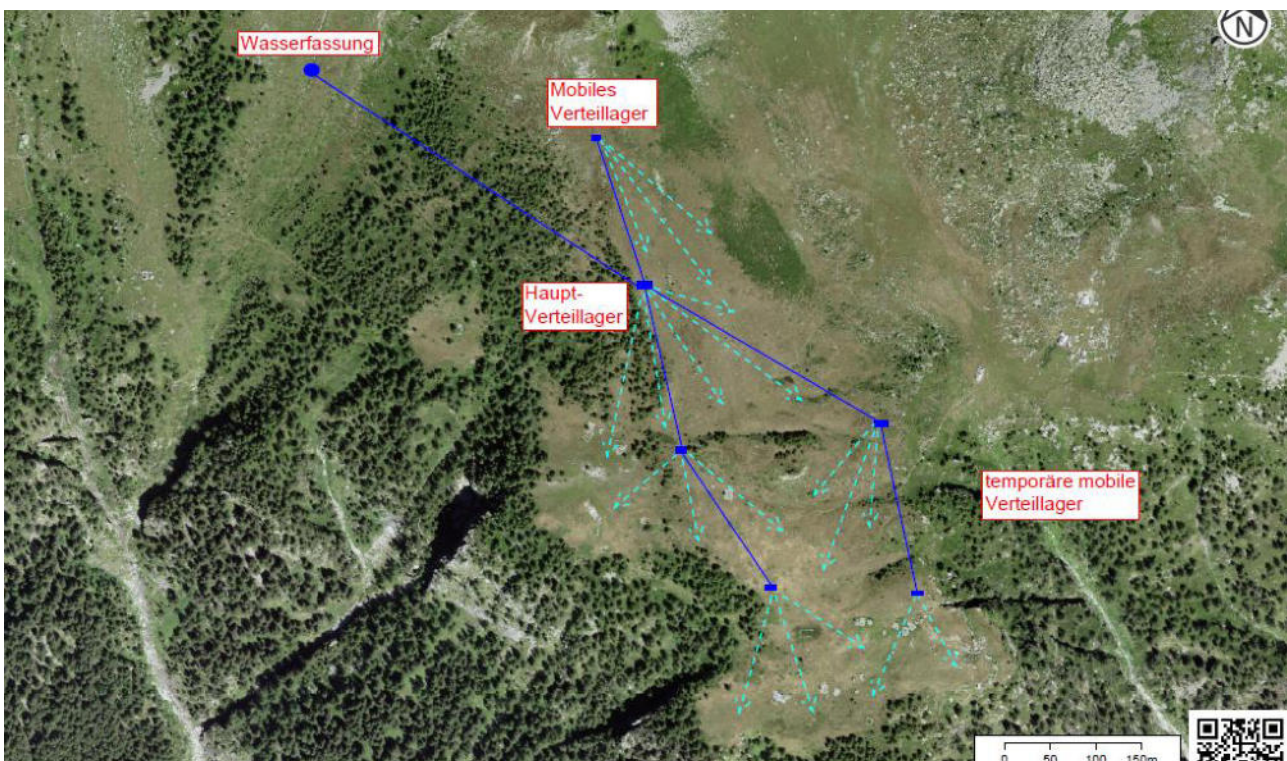 N
Wasserfassung
Mobiles
Verteillager
Haupt-
Verteillager
temporäre mobile
Verteillager
0 50 100 150m